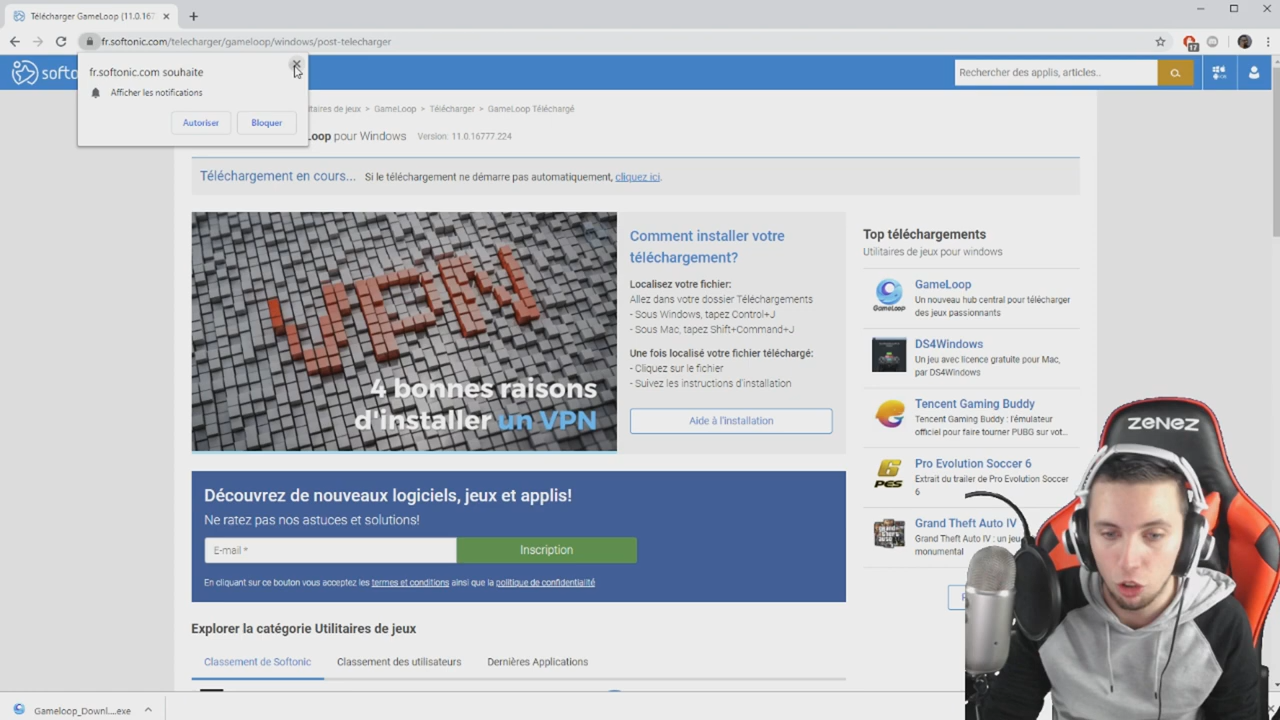 Télécharger GameLoop (11.0.167
fr.softonic.com/telecharger/gameloop/windows/post-telecharger
17
softo
Rechercher des applis, articles..
fr.softonic.com souhaite
Afficher les notifications
Autoriser
Bloquer
ilitaires de jeux > GameLoop > Télécharger > GameLoop Téléchargé
Loop pour Windows Version: 11.0.16777.224
Téléchargement en cours... Si le téléchargement ne démarre pas automatiquement, cliquez ici.
VPN
4 bonnes raisons
d'installer un VPN
Comment installer votre
téléchargement?
Localisez votre fichier:
Allez dans votre dossier Téléchargements
- Sous Windows, tapez Control+J
- Sous Mac, tapez Shift+Command+J
Une fois localisé votre fichier téléchargé:
- Cliquez sur le fichier
- Suivez les instructions d'installation
Aide à l'installation
Top téléchargements
Utilitaires de jeux pour windows
GameLoop
GameLoop
Un nouveau hub central pour télécharger
des jeux passionnants
DS4Windows
Un jeu avec licence gratuite pour Mac,
par DS4Windows
Tencent Gaming Buddy
Tencent Gaming Buddy : l'émulateur
officiel pour faire tourner PUBG sur vot...
6
PES
Pro Evolution Soccer 6
Extrait du trailer de Pro Evolution Soccer
6
Grand Theft Auto IV
Grand Theft Auto IV : un jeu
monumental
ZENEZ
Découvrez de nouveaux logiciels, jeux et applis!
Ne ratez pas nos astuces et solutions!
E-mail *
Inscription
En cliquant sur ce bouton vous acceptez les termes et conditions ainsi que la politique de confidentialité
Explorer la catégorie Utilitaires de jeux
Classement de Softonic
Classement des utilisateurs
Dernières Applications
Gameloop_Downl....exe